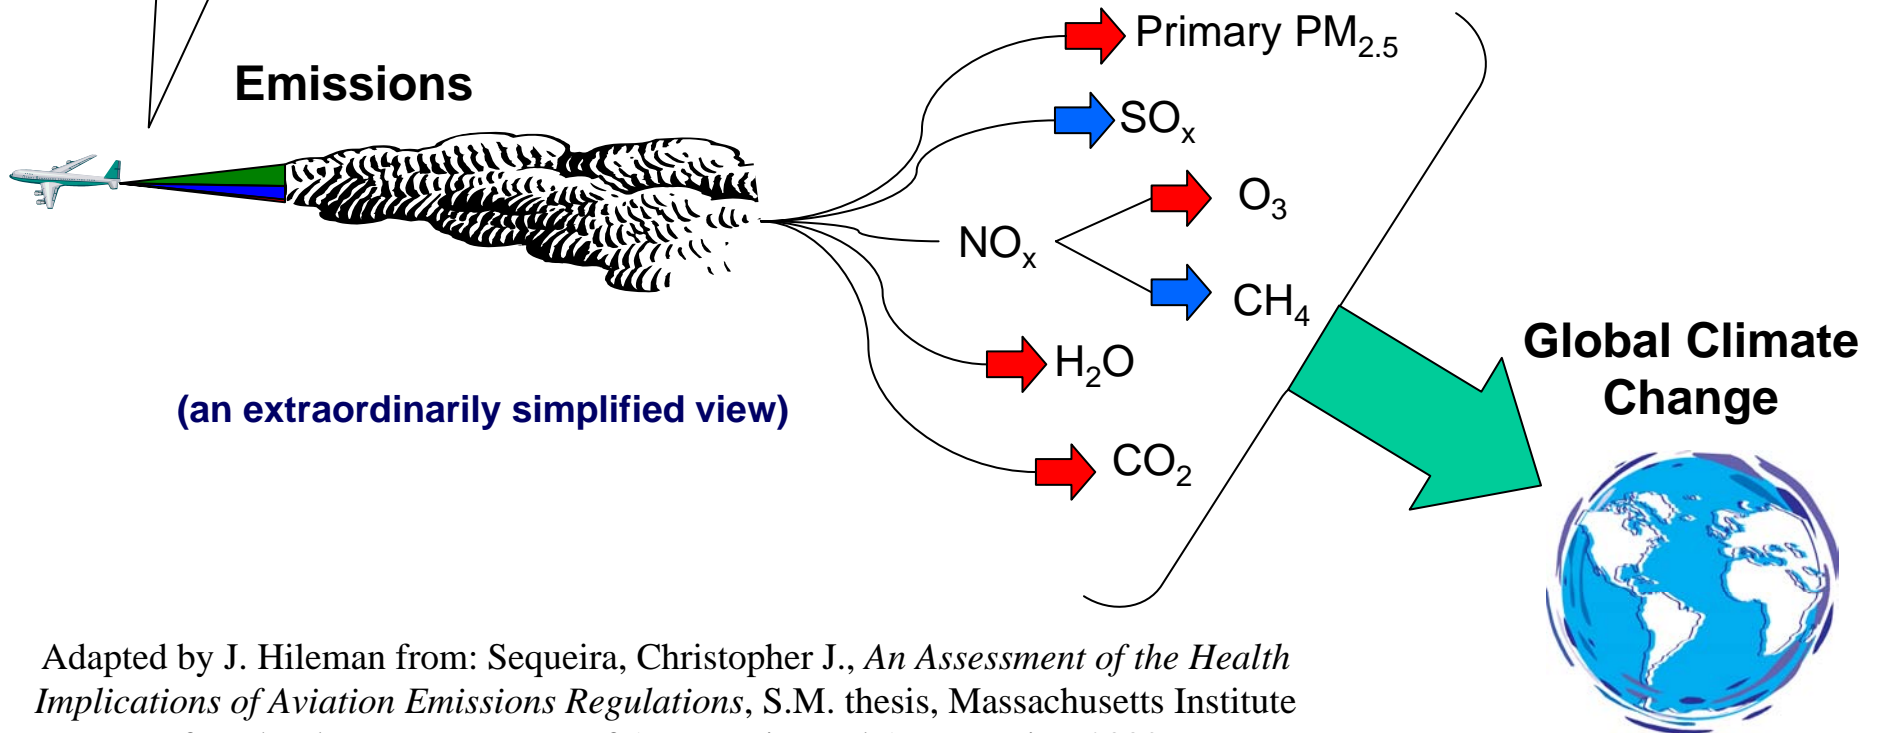 Primary PM2.5
Emissions
SOx
O3
NOx
CH4
Global Climate
Change
H2O
(an extraordinarily simplified view)
CO2
Adapted by J. Hileman from: Sequeira, Christopher J., An Assessment of the Health
Implications of Aviation Emissions Regulations, S.M. thesis, Massachusetts Institute